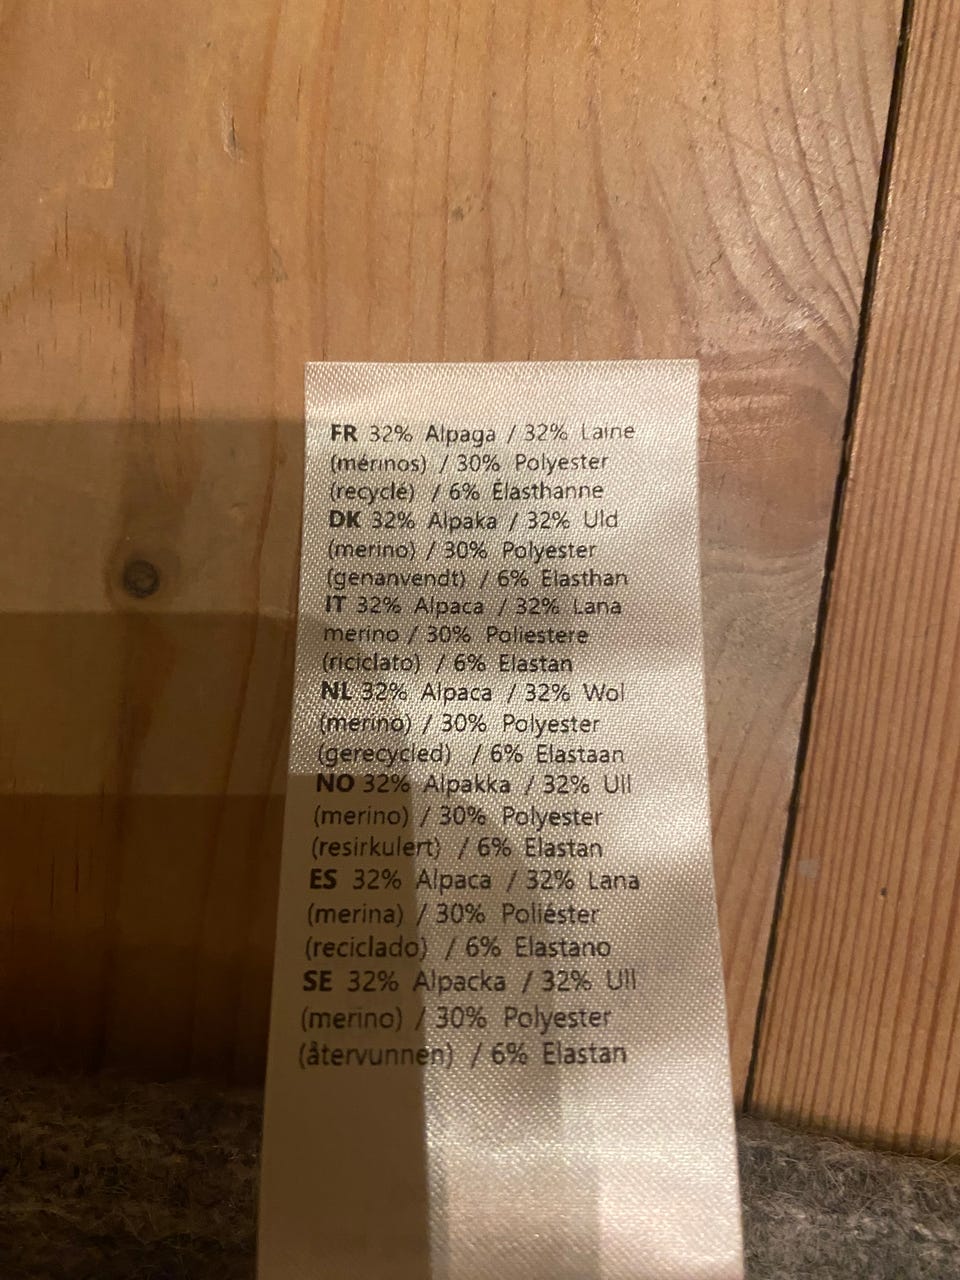 FR 32% Alpaga / 32% Laine
(mérinos) / 30% Polyester
(recyclé) / 6% Élasthanne
DK 32% Alpaka / 32% Uld
(merino) / 30% Polyester
(genanvendt) / 6% Elasthan
IT 32% Alpaca / 32% Lana
merino / 30% Poliestere
(riciclato) / 6% Elastan
NL 32% Alpaca / 32% Wol
(merino) / 30% Polyester
(gerecycled) / 6% Elastaan
NO 32% Alpakka / 32% Ull
(merino) / 30% Polyester
(resirkulert) / 6% Elastan
ES 32% Alpaca / 32% Lana
(merina) / 30% Poliéster
(reciclado) / 6% Elastano
SE 32% Alpacka / 32% Ull
(merino) / 30% Polyester
(återvunnen) / 6% Elastan